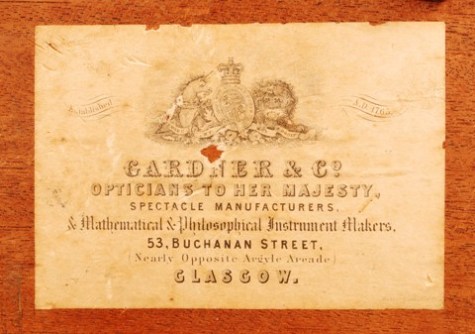 Established
GARDNER & Cº
OPTICIANS TO HER MAJESTY,
SPECTACLE MANUFACTURERS,
& Mathematical & Philosophical Instrument Makers,
53, BUCHANAN STREET,
(Nearly Opposite Argyle Arcade)
GLASGOW.